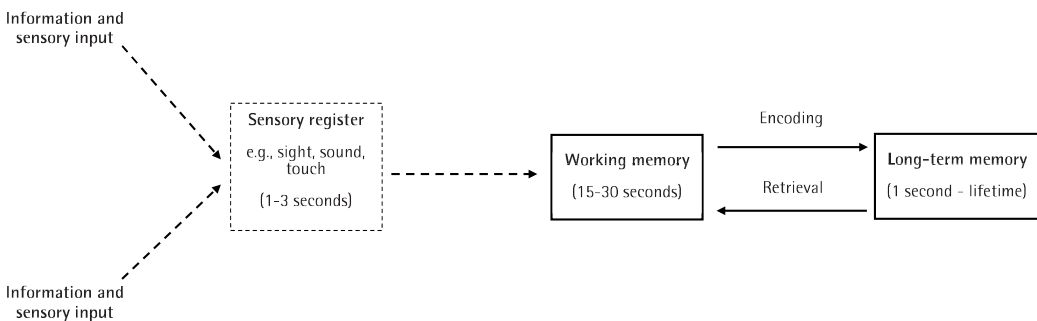 Information and
sensory input
Sensory register
e.g., sight, sound,
touch
(1-3 seconds)
Working memory
(15-30 seconds)
Encoding
Retrieval
Long-term memory
(1 second - lifetime)
Information and
sensory input